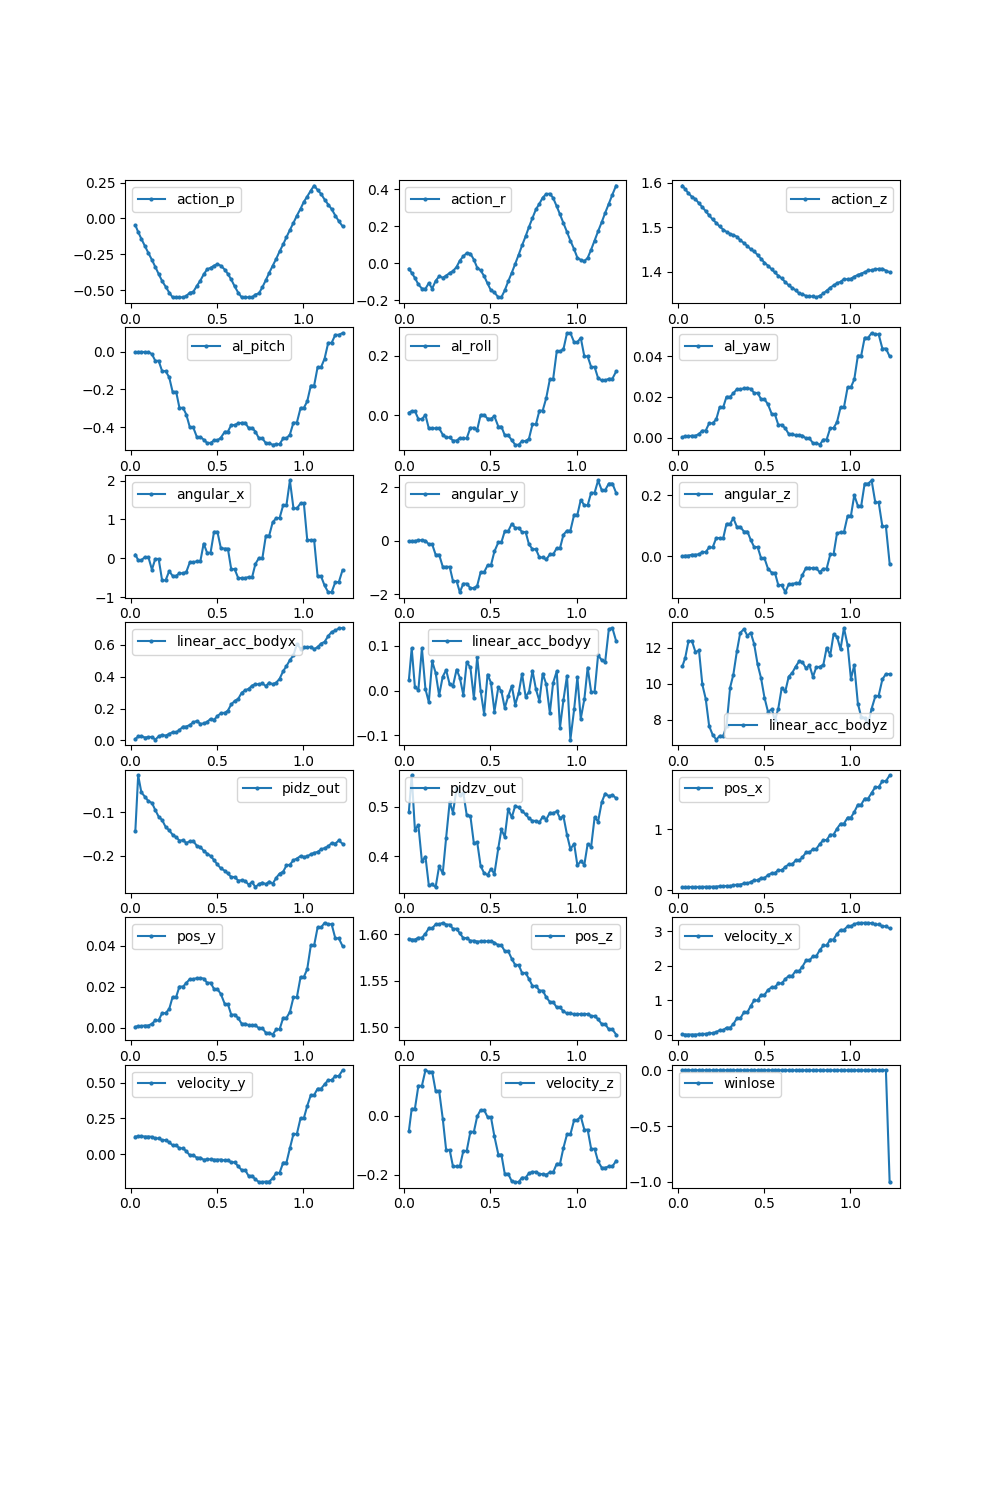 action_p
0.25
0.00
−0.25
−0.50
0.0 0.5 1.0
action_r
0.4
0.2
0.0
−0.2
0.0 0.5 1.0
action_z
1.6
1.5
1.4
0.0 0.5 1.0
al_pitch
0.0
−0.2
−0.4
0.0 0.5 1.0
al_roll
0.2
0.0
0.0 0.5 1.0
al_yaw
0.04
0.02
0.00
0.0 0.5 1.0
angular_x
2
1
0
−1
0.0 0.5 1.0
angular_y
2
0
−2
0.0 0.5 1.0
angular_z
0.2
0.0
0.0 0.5 1.0
linear_acc_bodyx
0.6
0.4
0.2
0.0
0.0 0.5 1.0
linear_acc_bodyy
0.1
0.0
−0.1
0.0 0.5 1.0
linear_acc_bodyz
12
10
8
0.0 0.5 1.0
pidz_out
−0.1
−0.2
0.0 0.5 1.0
pidzv_out
0.5
0.4
0.0 0.5 1.0
pos_x
1
0
0.0 0.5 1.0
pos_y
0.04
0.02
0.00
0.0 0.5 1.0
pos_z
1.60
1.55
1.50
0.0 0.5 1.0
velocity_x
3
2
1
0
0.0 0.5 1.0
velocity_y
0.50
0.25
0.00
0.0 0.5 1.0
velocity_z
0.0
−0.2
0.0 0.5 1.0
winlose
0.0
−0.5
−1.0
0.0 0.5 1.0